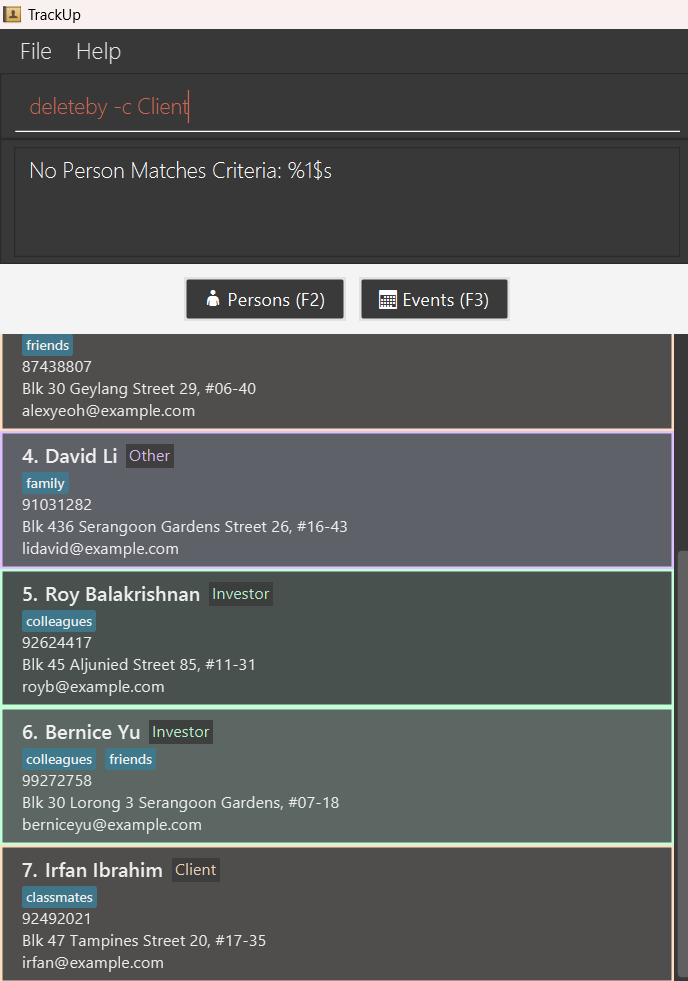 TrackUp
File Help
deleteby -c Client
No Person Matches Criteria: %1$s
Persons (F2) Events (F3)
friends
87438807
Blk 30 Geylang Street 29, #06-40
alexyeoh@example.com
4. David Li Other
family
91031282
Blk 436 Serangoon Gardens Street 26, #16-43
lidavid@example.com
5. Roy Balakrishnan Investor
colleagues
92624417
Blk 45 Aljunied Street 85, #11-31
royb@example.com
6. Bernice Yu Investor
colleagues friends
99272758
Blk 30 Lorong 3 Serangoon Gardens, #07-18
berniceyu@example.com
7. Irfan Ibrahim Client
classmates
92492021
Blk 47 Tampines Street 20, #17-35
irfan@example.com